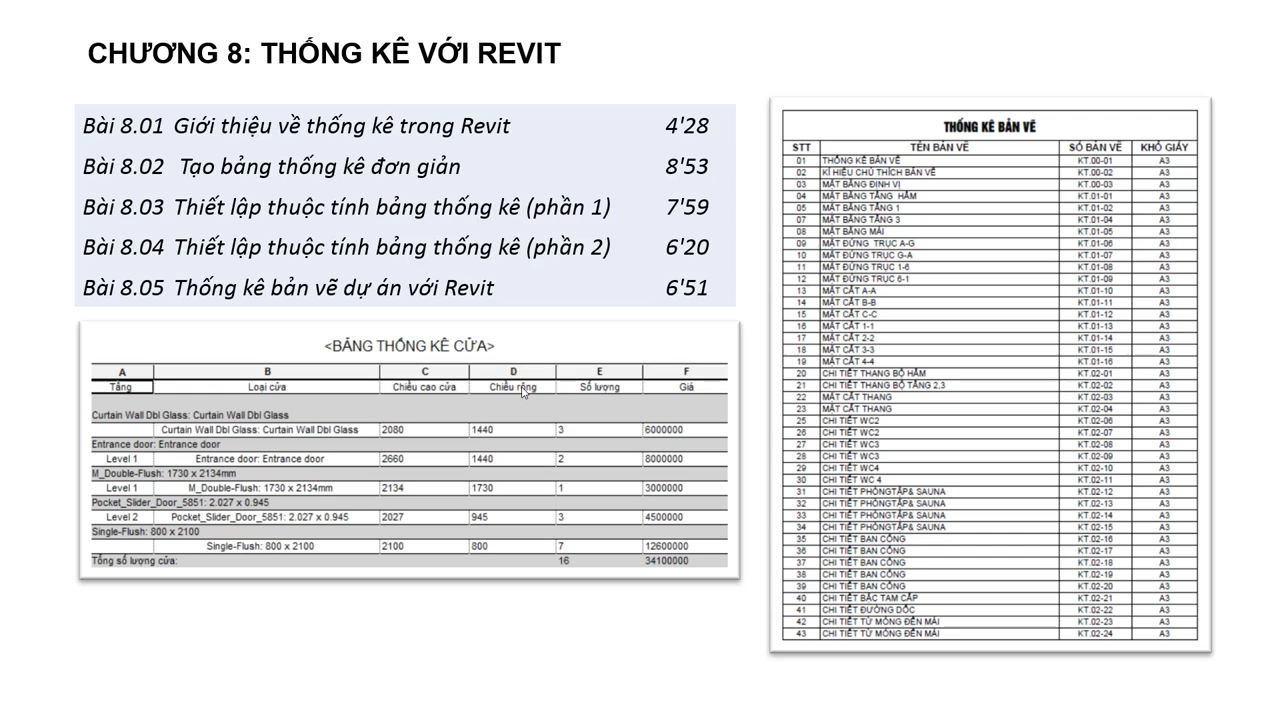 CHƯƠNG 8: THỐNG KÊ VỚI REVIT
Bài 8.01 Giới thiệu về thống kê trong Revit 4'28
Bài 8.02 Tạo bảng thống kê đơn giản 8'53
Bài 8.03 Thiết lập thuộc tính bảng thống kê (phần 1) 7'59
Bài 8.04 Thiết lập thuộc tính bảng thống kê (phần 2) 6'20
Bài 8.05 Thống kê bản vẽ dự án với Revit 6'51
<BẢNG THỐNG KÊ CỬA>
A B C D E F
Tầng Loại cửa Chiều cao cửa Chiều rộng Số lượng Giá
Curtain Wall Dbl Glass: Curtain Wall Dbl Glass
Curtain Wall Dbl Glass: Curtain Wall Dbl Glass 2080 1440 3 6000000
Entrance door: Entrance door
Level 1 Entrance door: Entrance door 2660 1440 2 8000000
M_Double-Flush: 1730 x 2134mm
Level 1 M_Double-Flush: 1730 x 2134mm 2134 1730 1 3000000
Pocket_Slider_Door_5851: 2.027 x 0.945
Level 2 Pocket_Slider_Door_5851: 2.027 x 0.945 2027 945 3 4500000
Single-Flush: 800 x 2100
Single-Flush: 800 x 2100 2100 800 7 12600000
Tổng số lượng cửa: 16 34100000
THỐNG KÊ BẢN VẼ
STT TÊN BẢN VẼ SỐ BẢN VẼ KHỔ GIẤY
01 THỐNG KÊ BẢN VẼ KT.00-01 A3
02 KÍ HIỆU CHÚ THÍCH BẢN VẼ KT.00-02 A3
03 MẶT BẰNG ĐỊNH VỊ KT.00-03 A3
04 MẶT BẰNG TẦNG HẦM KT.01-01 A3
05 MẶT BẰNG TẦNG 1 KT.01-02 A3
07 MẶT BẰNG TẦNG 3 KT.01-04 A3
08 MẶT BẰNG MÁI KT.01-05 A3
09 MẶT ĐỨNG TRỤC A-G KT.01-06 A3
10 MẶT ĐỨNG TRỤC G-A KT.01-07 A3
11 MẶT ĐỨNG TRỤC 1-6 KT.01-08 A3
12 MẶT ĐỨNG TRỤC 6-1 KT.01-09 A3
13 MẶT CẮT A-A KT.01-10 A3
14 MẶT CẮT B-B KT.01-11 A3
15 MẶT CẮT C-C KT.01-12 A3
16 MẶT CẮT 1-1 KT.01-13 A3
17 MẶT CẮT 2-2 KT.01-14 A3
18 MẶT CẮT 3-3 KT.01-15 A3
19 MẶT CẮT 4-4 KT.01-16 A3
20 CHI TIẾT THANG BỘ HẦM KT.02-01 A3
21 CHI TIẾT THANG BỘ TẦNG 2,3 KT.02-02 A3
22 MẶT CẮT THANG KT.02-03 A3
23 MẶT CẮT THANG KT.02-04 A3
25 CHI TIẾT WC2 KT.02-06 A3
26 CHI TIẾT WC2 KT.02-07 A3
27 CHI TIẾT WC3 KT.02-08 A3
28 CHI TIẾT WC3 KT.02-09 A3
29 CHI TIẾT WC4 KT.02-10 A3
30 CHI TIẾT WC 4 KT.02-11 A3
31 CHI TIẾT PHÒNGTẬP& SAUNA KT.02-12 A3
32 CHI TIẾT PHÒNGTẬP& SAUNA KT.02-13 A3
33 CHI TIẾT PHÒNGTẬP& SAUNA KT.02-14 A3
34 CHI TIẾT PHÒNGTẬP& SAUNA KT.02-15 A3
35 CHI TIẾT BAN CÔNG KT.02-16 A3
36 CHI TIẾT BAN CÔNG KT.02-17 A3
37 CHI TIẾT BAN CÔNG KT.02-18 A3
38 CHI TIẾT BAN CÔNG KT.02-19 A3
39 CHI TIẾT BAN CÔNG KT.02-20 A3
40 CHI TIẾT BẬC TAM CẤP KT.02-21 A3
41 CHI TIẾT ĐƯỜNG DỐC KT.02-22 A3
42 CHI TIẾT TỪ MÓNG ĐẾN MÁI KT.02-23 A3
43 CHI TIẾT TỪ MÓNG ĐẾN MÁI KT.02-24 A3